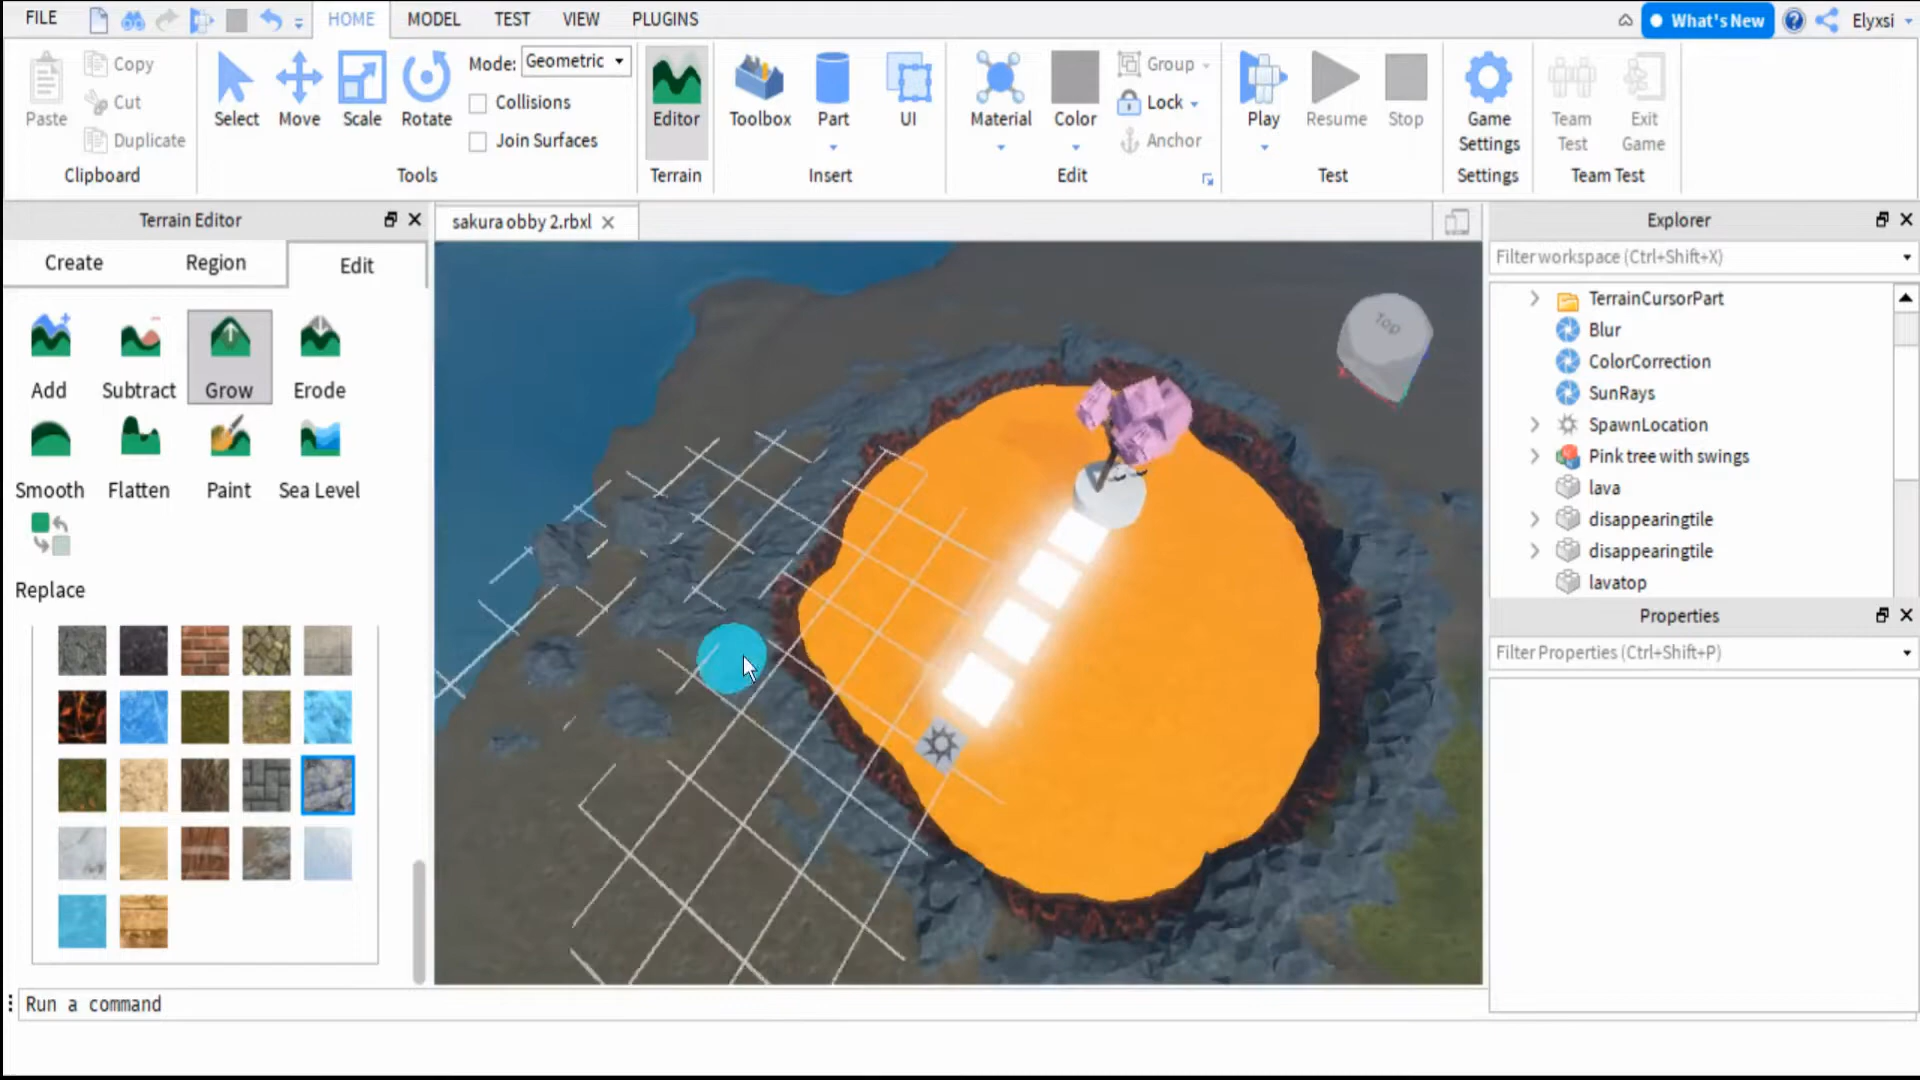 FILE HOME MODEL TEST VIEW PLUGINS What's New Elyxsi
Paste
Copy
Cut
Duplicate
Clipboard
Select Move Scale Rotate
Mode: Geometric
Collisions
Join Surfaces
Tools
Editor
Terrain
Toolbox Part UI
Insert
Material Color
Group
Lock
Anchor
Edit
Play Resume Stop
Test
Game Settings
Settings
Team Test
Exit Game
Team Test
Terrain Editor
Create Region Edit
Add Subtract Grow Erode
Smooth Flatten Paint Sea Level
Replace
sakura obby 2.rbxl
Top
Explorer
Filter workspace (Ctrl+Shift+X)
TerrainCursorPart
Blur
ColorCorrection
SunRays
SpawnLocation
Pink tree with swings
lava
disappearingtile
disappearingtile
lavatop
Properties
Filter Properties (Ctrl+Shift+P)
Run a command